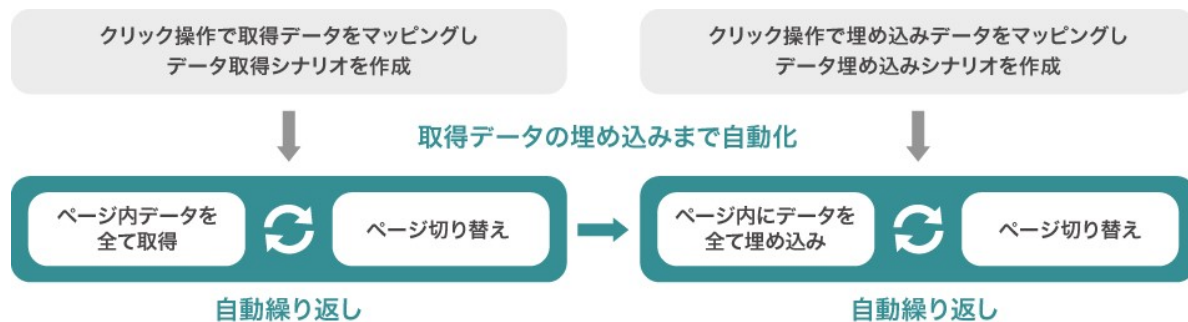 クリック操作で取得データをマッピングし
データ取得シナリオを作成
クリック操作で埋め込みデータをマッピングし
データ埋め込みシナリオを作成
取得データの埋め込みまで自動化
ページ内データを
全て取得
ページ切り替え
ページ内にデータを
全て埋め込み
ページ切り替え
自動繰り返し
自動繰り返し